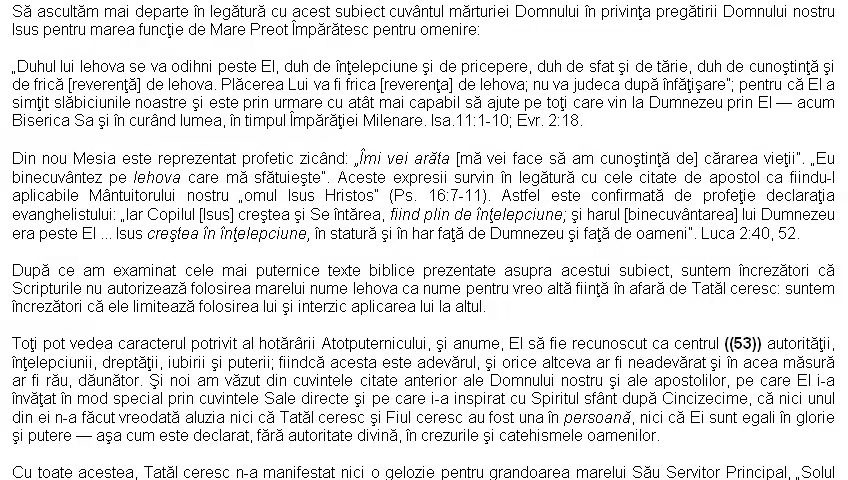 Să ascultăm mai departe în legătură cu acest subiect cuvântul mărturiei Domnului în privinţa pregătirii Domnului nostru
Isus pentru marea funcţie de Mare Preot Împărătesc pentru omenire:
„Duhul lui Iehova se va odihni peste El, duh de înţelepciune şi de pricepere, duh de sfat şi de tărie, duh de cunoştinţă şi
de frică [reverenţă] de Iehova. Plăcerea Lui va fi frica [reverenţa] de Iehova; nu va judeca după înfăţişare”; pentru că El a
simţit slăbiciunile noastre şi este prin urmare cu atât mai capabil să ajute pe toţi care vin la Dumnezeu prin El — acum
Biserica Sa şi în curând lumea, în timpul Împărăţiei Milenare. Isa.11:1-10; Evr. 2:18.
Din nou Mesia este reprezentat profetic zicând: „Îmi vei arăta [mă vei face să am cunoştinţă de] cărarea vieţii”. „Eu
binecuvântez pe Iehova care mă sfătuieşte”. Aceste expresii survin în legătură cu cele citate de apostol ca fiindu-I
aplicabile Mântuitorului nostru „omul Isus Hristos” (Ps. 16:7-11). Astfel este confirmată de profeţie declaraţia
evanghelistului: „Iar Copilul [Isus] creştea şi Se întărea, fiind plin de înţelepciune; şi harul [binecuvântarea] lui Dumnezeu
era peste El ... Isus creştea în înţelepciune, în statură şi în har faţă de Dumnezeu şi faţă de oameni”. Luca 2:40, 52.
După ce am examinat cele mai puternice texte biblice prezentate asupra acestui subiect, suntem încrezători că
Scripturile nu autorizează folosirea marelui nume Iehova ca nume pentru vreo altă fiinţă în afară de Tatăl ceresc: suntem
încrezători că ele limitează folosirea lui şi interzic aplicarea lui la altul.
Toţi pot vedea caracterul potrivit al hotărârii Atotputernicului, şi anume, El să fie recunoscut ca centrul ((53)) autorităţii,
înţelepciunii, dreptăţii, iubirii şi puterii; fiindcă acesta este adevărul, şi orice altceva ar fi neadevărat şi în acea măsură
ar fi rău, dăunător. Şi noi am văzut din cuvintele citate anterior ale Domnului nostru şi ale apostolilor, pe care El i-a
învăţat în mod special prin cuvintele Sale directe şi pe care i-a inspirat cu Spiritul sfânt după Cincizecime, că nici unul
din ei n-a făcut vreodată aluzia nici că Tatăl ceresc şi Fiul ceresc au fost una în persoană, nici că Ei sunt egali în glorie
şi putere — aşa cum este declarat, fără autoritate divină, în crezurile şi catehismele oamenilor.
Cu toate acestea, Tatăl ceresc n-a manifestat nici o gelozie pentru grandoarea marelui Său Servitor Principal, „Solul